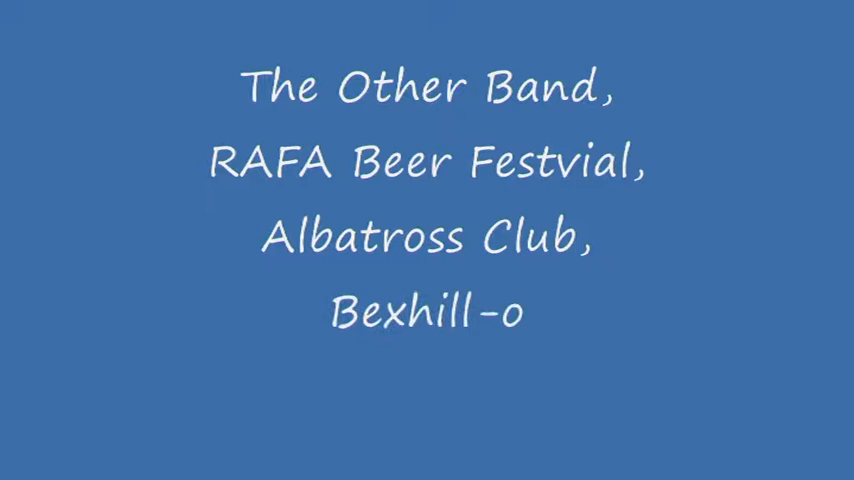 The Other Band,
RAFA Beer Festvial,
Albatross Club,
Bexhill-o